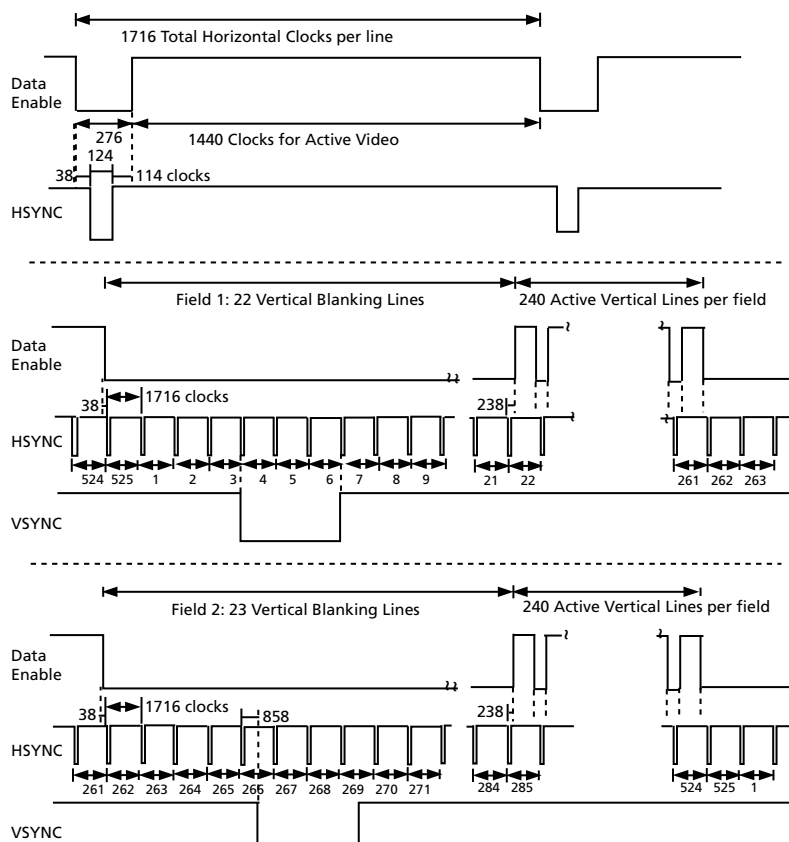 1716 Total Horizontal Clocks per line
Data
Enable
276
1440 Clocks for Active Video
124
38
114 clocks
HSYNC
Field 1: 22 Vertical Blanking Lines
240 Active Vertical Lines per field
Data
Enable
38
1716 clocks
238
HSYNC
524 525 1 2 3 4 5 6 7 8 9 21 22 261 262 263
VSYNC
Field 2: 23 Vertical Blanking Lines
240 Active Vertical Lines per field
Data
Enable
38
1716 clocks
858
238
HSYNC
261 262 263 264 265 266 267 268 269 270 271 284 285 524 525 1
VSYNC